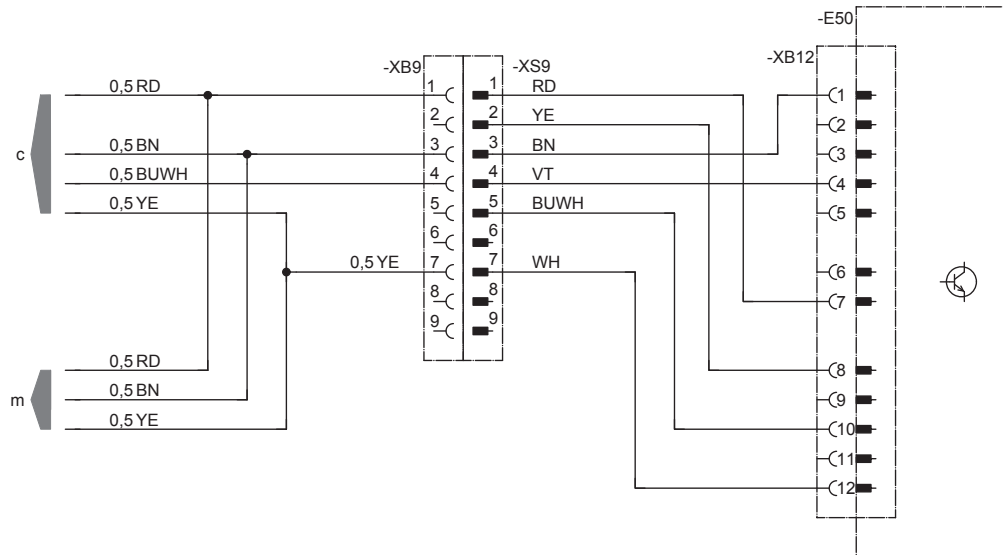 -E50
-XB9 -XS9 -XB12
0,5 RD 1 1 RD 1
2 2 YE 2
c 0,5 BN 3 3 BN 3
0,5 BUWH 4 4 VT 4
0,5 YE 5 5 BUWH 5
6 6
0,5 YE 7 7 WH 6
8 8 7
9 9
0,5 RD 8
m 0,5 BN 9
0,5 YE 10
11
12